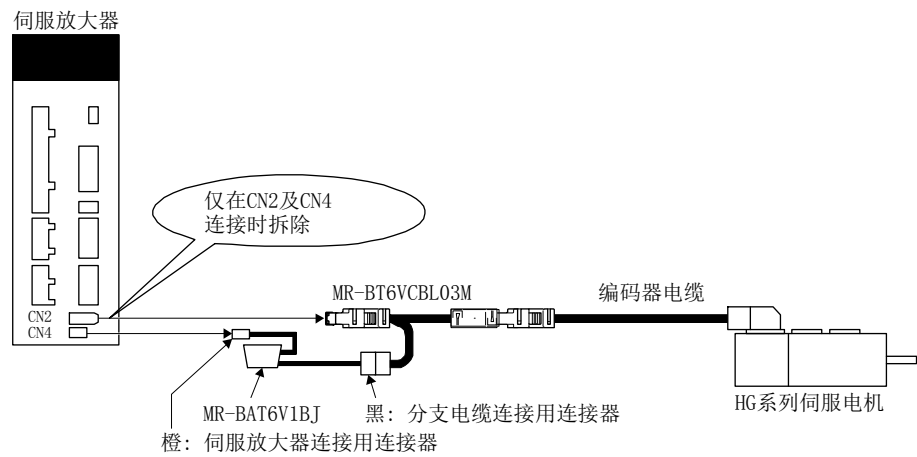 伺服放大器
仅在CN2及CN4
连接时拆除
MR-BT6VCBL03M
编码器电缆
CN2
CN4
MR-BAT6V1BJ
黑: 分支电缆连接用连接器
HG系列伺服电机
橙: 伺服放大器连接用连接器